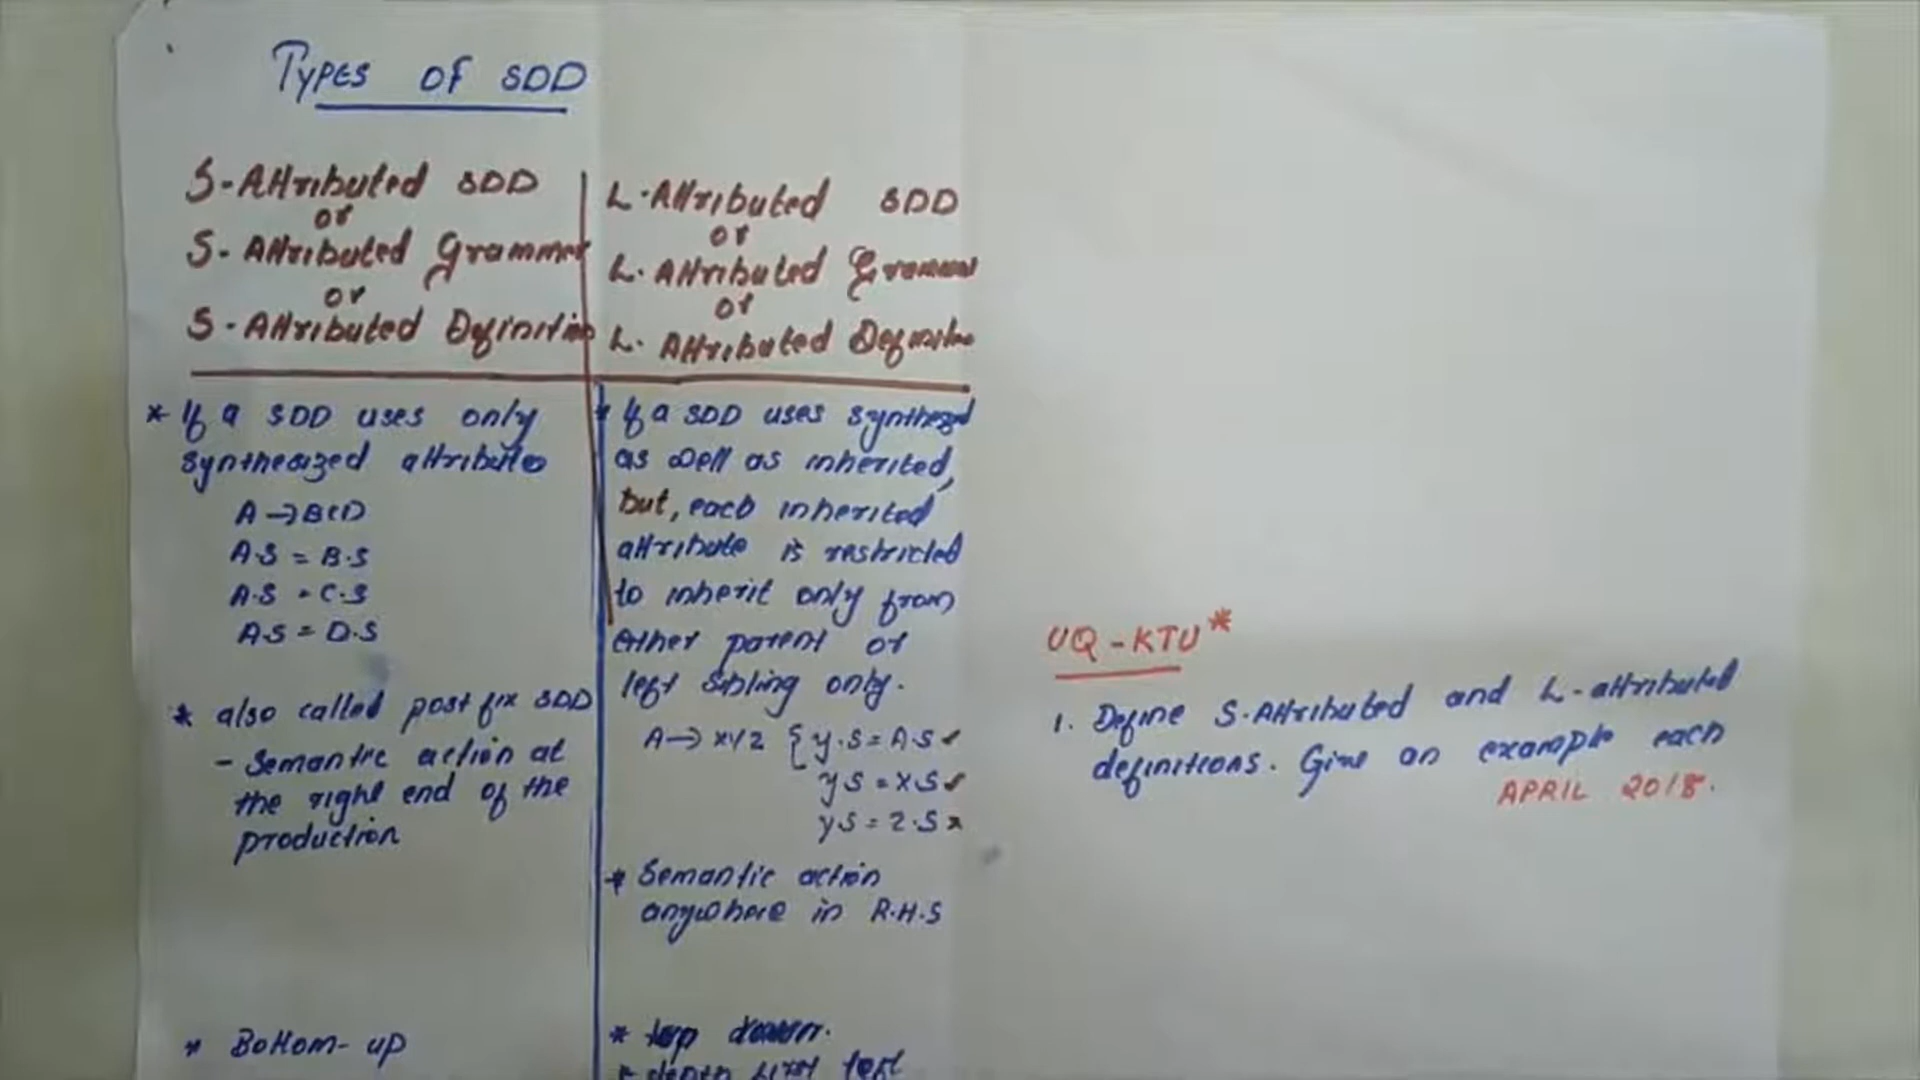 TYPES OF SDD
S-Attributed SDD
or
S-Attributed Grammar
or
S-Attributed Definition
* If a SDD uses only
synthesized attributes
A → BCD
A.S = B.S
A.S = C.S
A.S = D.S
* also called postfix SDD
- Semantic action at
the right end of the
production
* Bottom-up
L-Attributed SDD
or
L-Attributed Grammar
or
L-Attributed Definition
* If a SDD uses synthesized
as well as inherited,
but, each inherited
attribute is restricted
to inherit only from
either parent or
left sibling only.
A → XYZ { Y.S = A.S ✓
Y.S = X.S ✓
Y.S = Z.S x
* Semantic action
anywhere in R.H.S
* top down.
* depth first left
UQ - KTU *
1. Define S-Attributed and L-attributed
definitions. Give an example each
APRIL 2018.